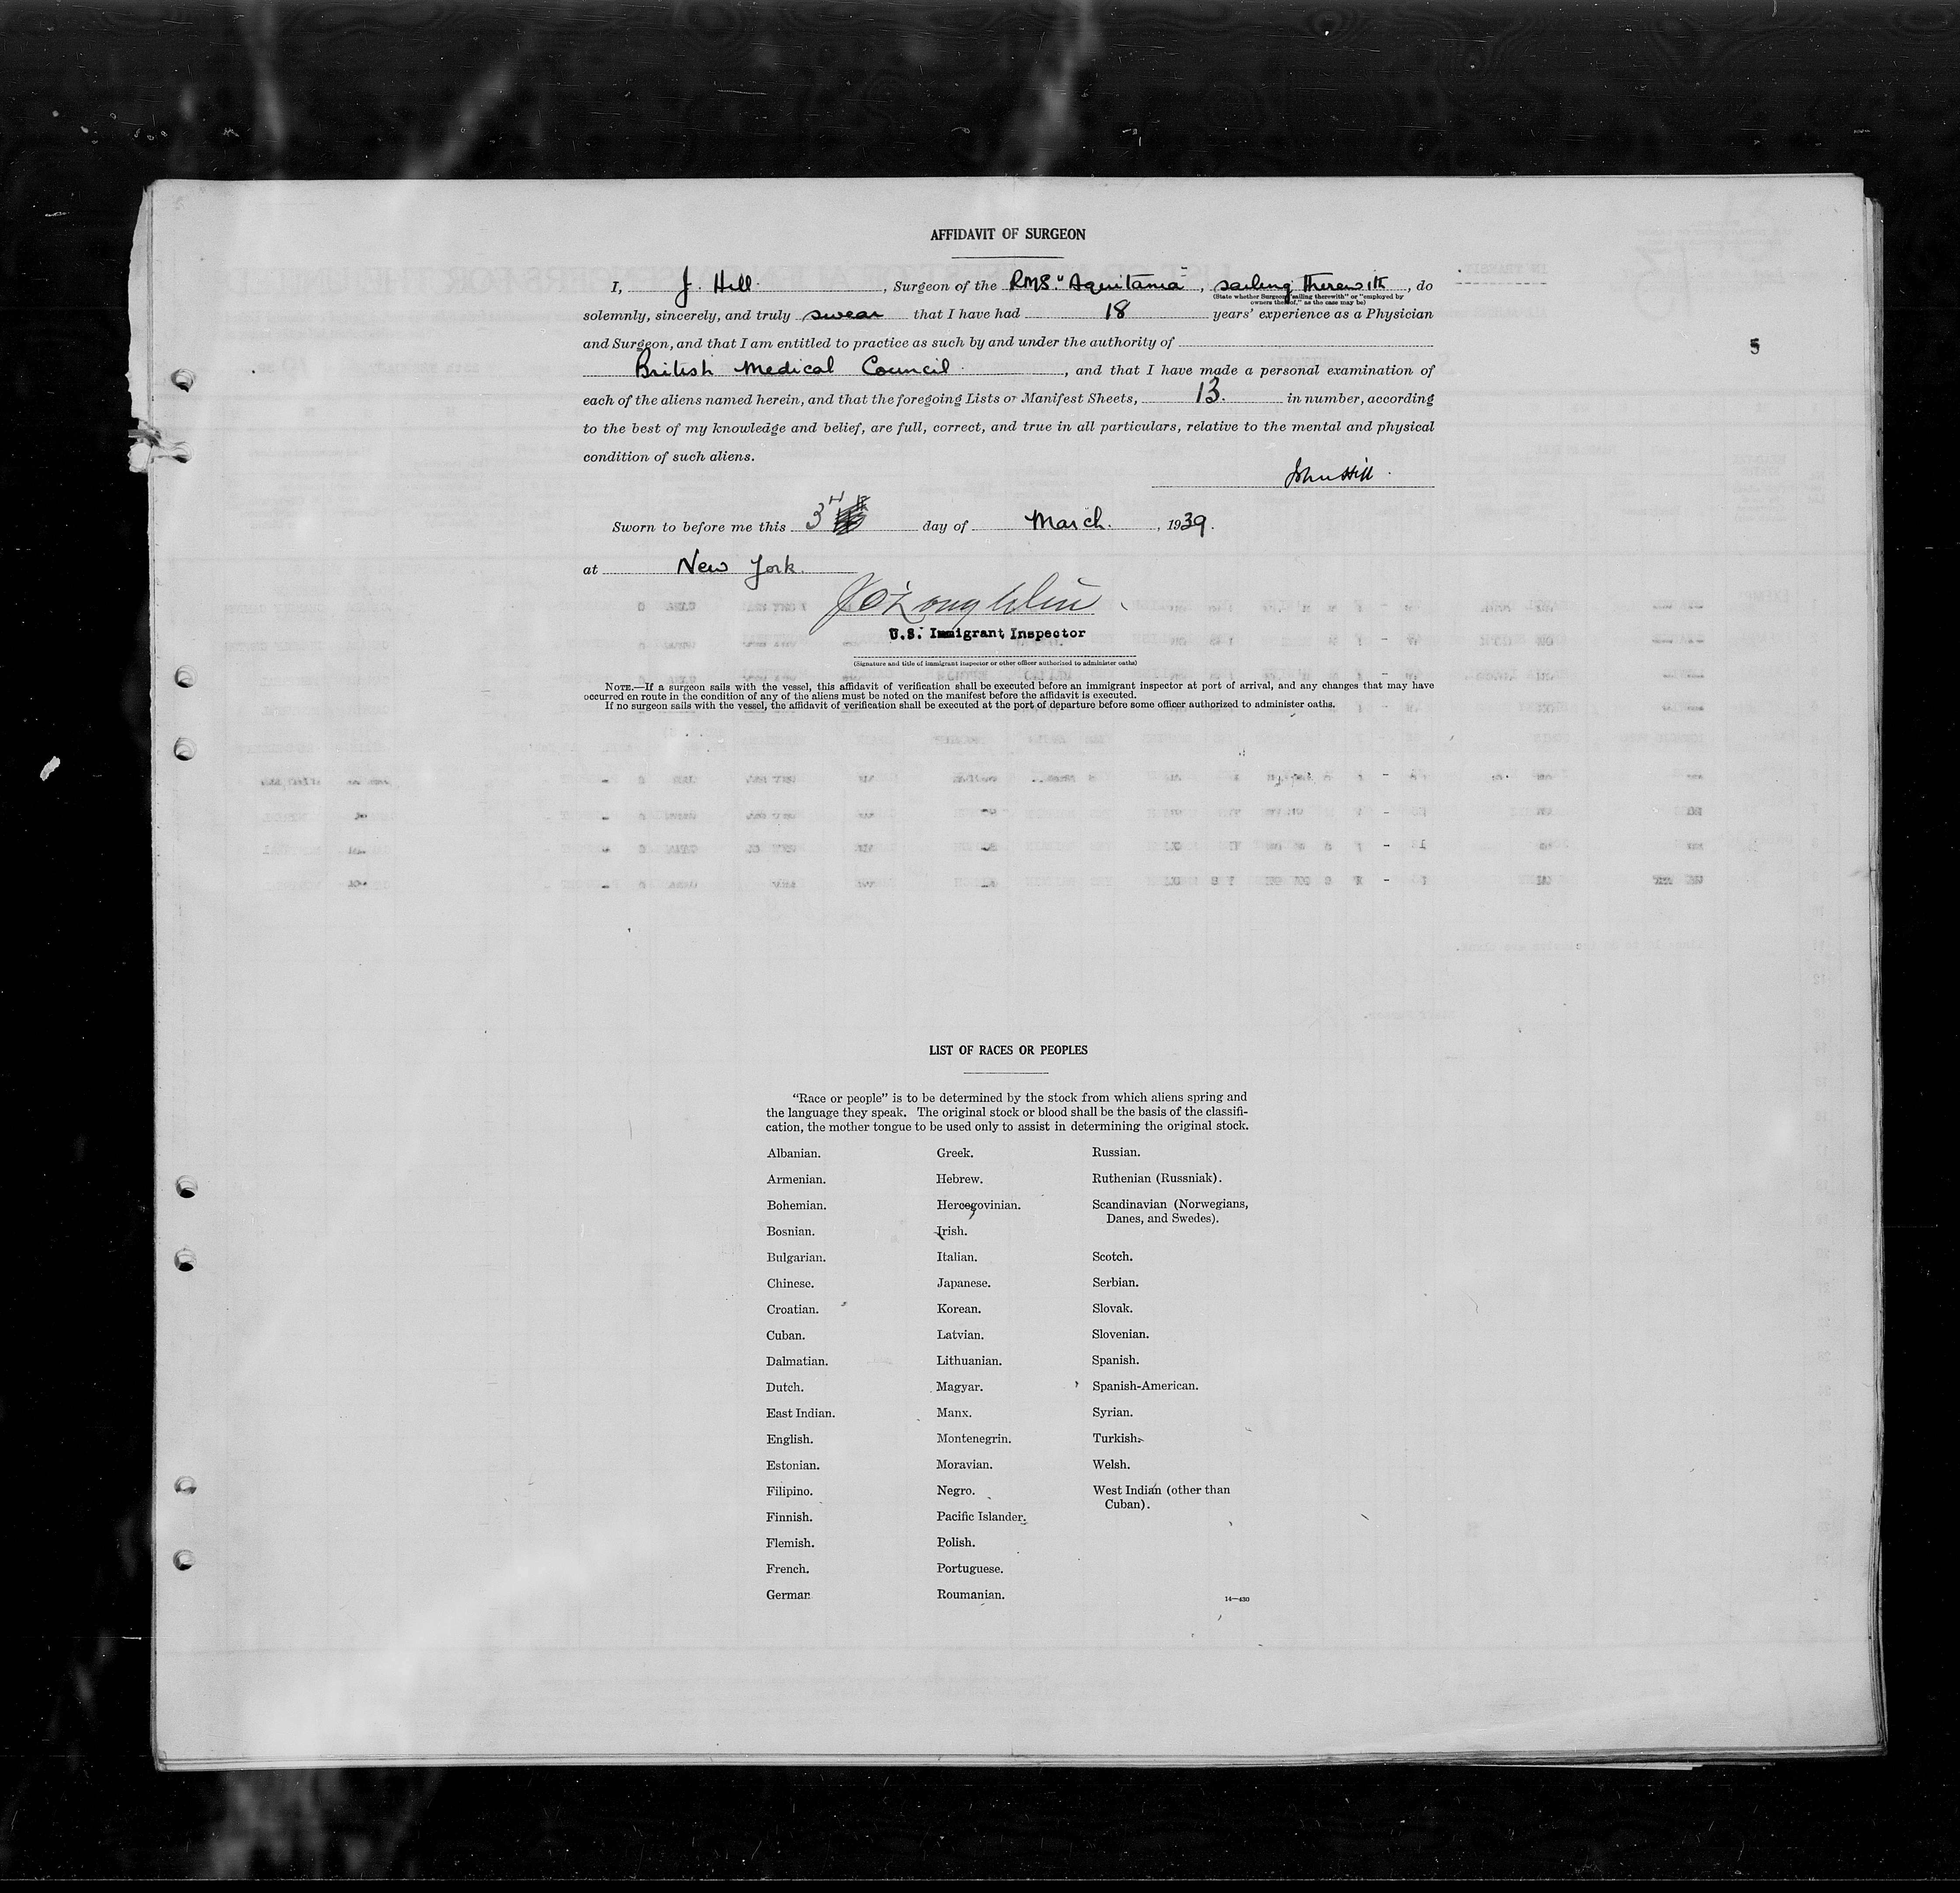 AFFIDAVIT OF SURGEON
I, J. Hill, Surgeon of the RMS. "Aquitania", sailing therewith, do
(State whether Surgeon "sailing therewith" or "employed by
owners thereof," as the case may be)
solemnly, sincerely, and truly swear that I have had 18 years' experience as a Physician
and Surgeon, and that I am entitled to practice as such by and under the authority of
British Medical Council, and that I have made a personal examination of
5
each of the aliens named herein, and that the foregoing Lists or Manifest Sheets, 13. in number, according
to the best of my knowledge and belief, are full, correct, and true in all particulars, relative to the mental and physical
condition of such aliens.
John Hill
Sworn to before me this 3rd day of March, 1939.
at New York.
J O'Loughlin
U.S. Immigrant Inspector
(Signature and title of immigrant inspector or other officer authorized to administer oaths)
NOTE.—If a surgeon sails with the vessel, this affidavit of verification shall be executed before an immigrant inspector at port of arrival, and any changes that may have
occurred en route in the condition of any of the aliens must be noted on the manifest before the affidavit is executed.
If no surgeon sails with the vessel, the affidavit of verification shall be executed at the port of departure before some officer authorized to administer oaths.
LIST OF RACES OR PEOPLES
"Race or people" is to be determined by the stock from which aliens spring and
the language they speak. The original stock or blood shall be the basis of the classifi-
cation, the mother tongue to be used only to assist in determining the original stock.
Albanian.
Armenian.
Bohemian.
Bosnian.
Bulgarian.
Chinese.
Croatian.
Cuban.
Dalmatian.
Dutch.
East Indian.
English.
Estonian.
Filipino.
Finnish.
Flemish.
French.
German
Greek.
Hebrew.
Hercegovinian.
Irish.
Italian.
Japanese.
Korean.
Latvian.
Lithuanian.
Magyar.
Manx.
Montenegrin.
Moravian.
Negro.
Pacific Islander.
Polish.
Portuguese.
Roumanian.
Russian.
Ruthenian (Russniak).
Scandinavian (Norwegians,
Danes, and Swedes).
Scotch.
Serbian.
Slovak.
Slovenian.
Spanish.
Spanish-American.
Syrian.
Turkish.
Welsh.
West Indian (other than
Cuban).
14—430